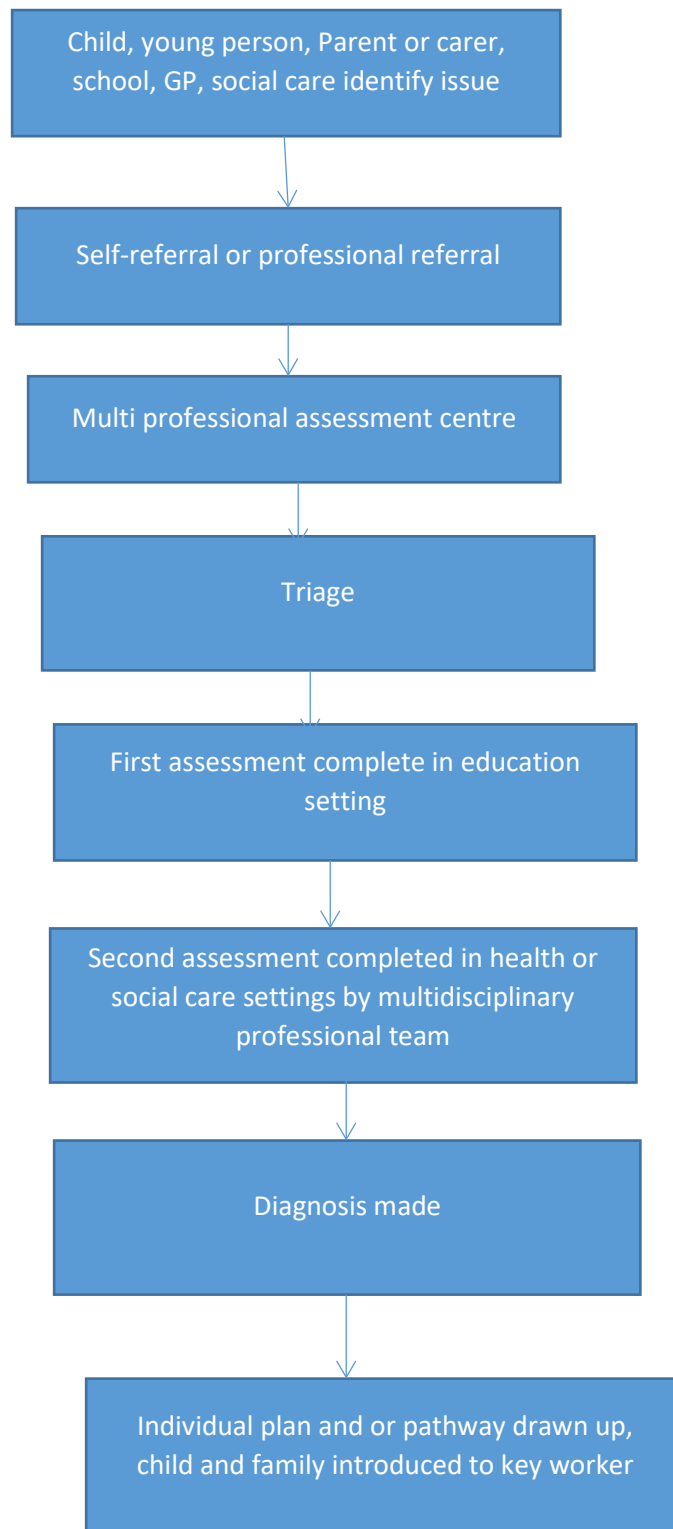 Child, young person, Parent or carer,
school, GP, social care identify issue
Self-referral or professional referral
Multi professional assessment centre
Triage
First assessment complete in education
setting
Second assessment completed in health or
social care settings by multidisciplinary
professional team
Diagnosis made
Individual plan and or pathway drawn up,
child and family introduced to key worker